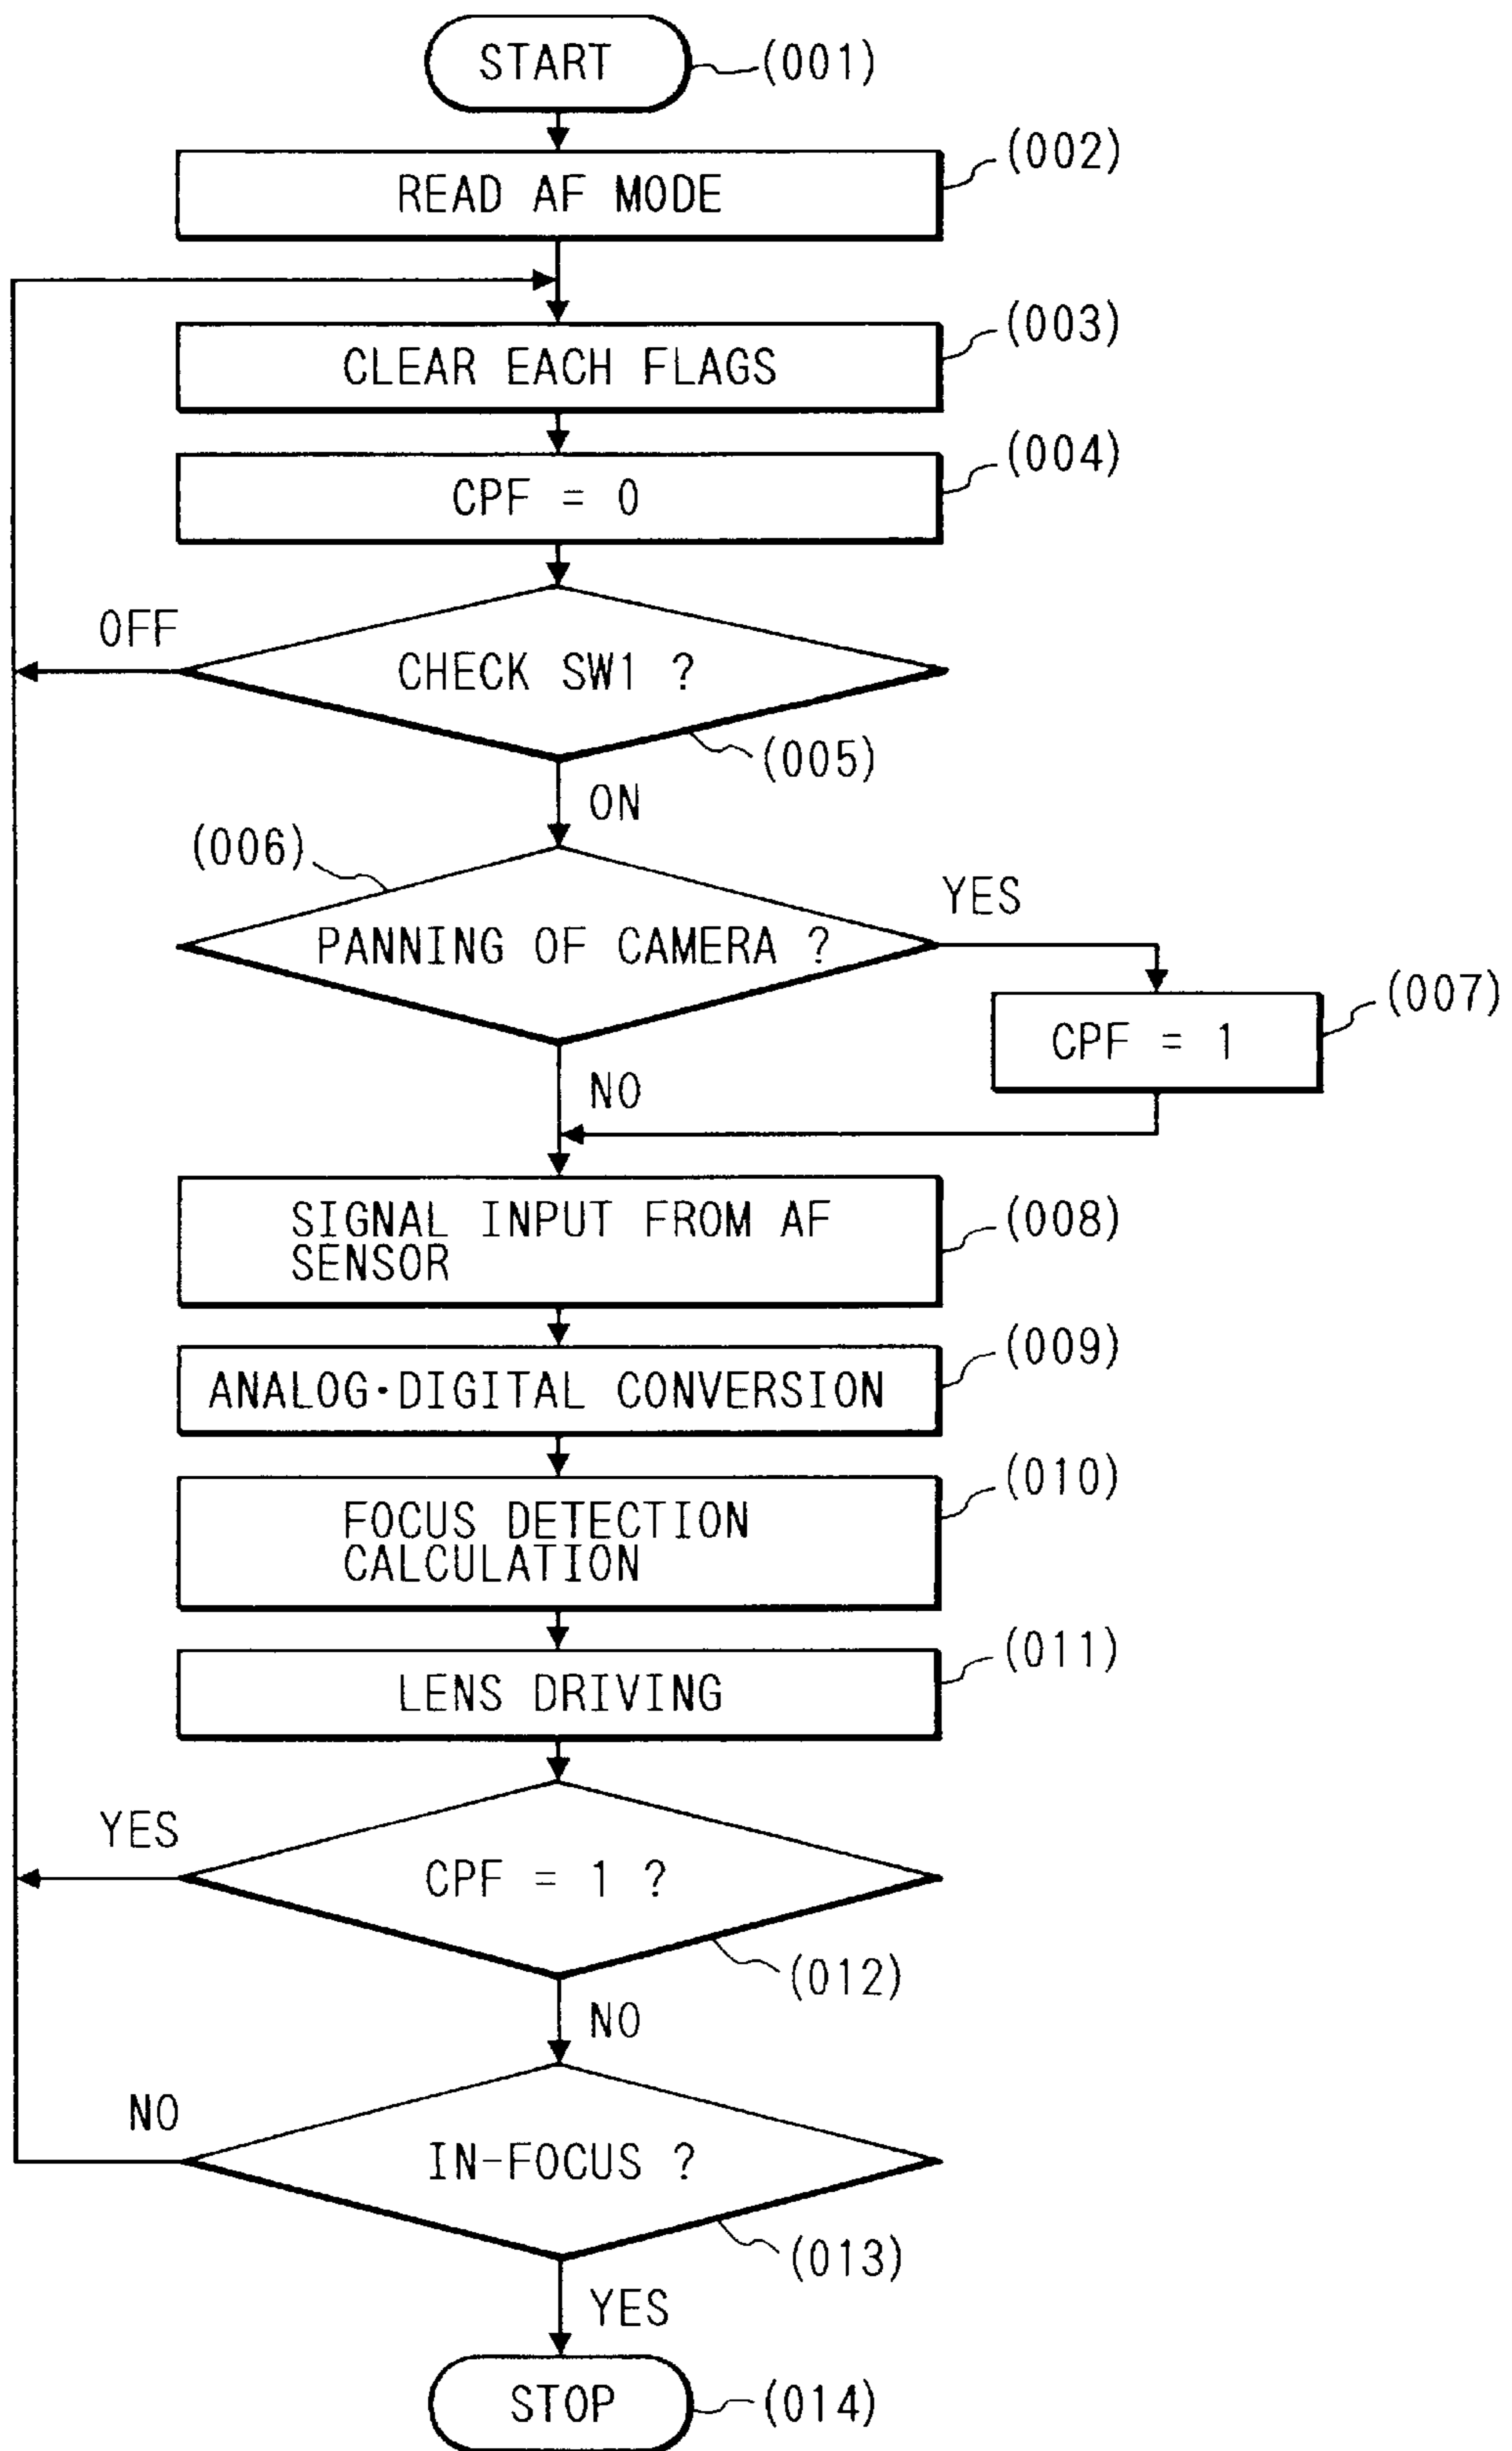 START
(001)
(002)
READ AF MODE
(003)
CLEAR EACH FLAGS
(004)
CPF = 0
OFF
CHECK SW1 ?
(005)
ON
(006)
YES
PANNING OF CAMERA ?
(007)
CPF = 1
NO
SIGNAL INPUT FROM AF
SENSOR
(008)
(009)
ANALOG·DIGITAL CONVERSION
(010)
FOCUS DETECTION
CALCULATION
(011)
LENS DRIVING
YES
CPF = 1 ?
(012)
NO
NO
IN-FOCUS ?
(013)
YES
STOP
(014)